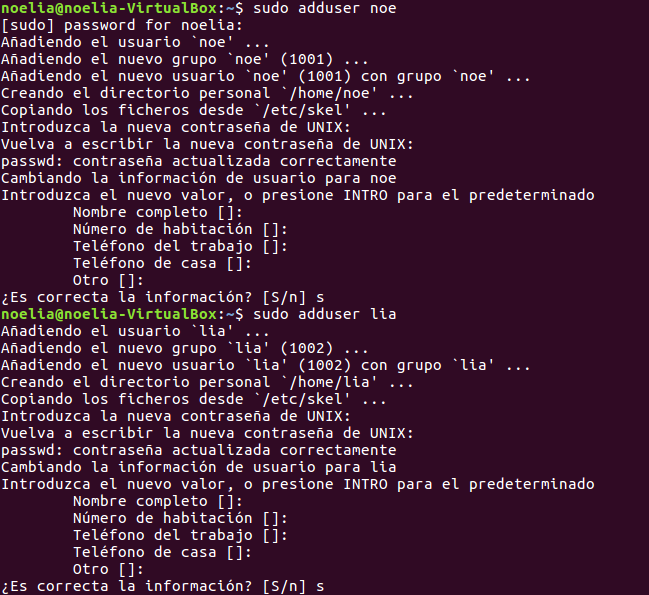 noelia@noelia-VirtualBox:~$ sudo adduser noe
[sudo] password for noelia:
Añadiendo el usuario `noe' ...
Añadiendo el nuevo grupo `noe' (1001) ...
Añadiendo el nuevo usuario `noe' (1001) con grupo `noe' ...
Creando el directorio personal `/home/noe' ...
Copiando los ficheros desde `/etc/skel' ...
Introduzca la nueva contraseña de UNIX:
Vuelva a escribir la nueva contraseña de UNIX:
passwd: contraseña actualizada correctamente
Cambiando la información de usuario para noe
Introduzca el nuevo valor, o presione INTRO para el predeterminado
        Nombre completo []:
        Número de habitación []:
        Teléfono del trabajo []:
        Teléfono de casa []:
        Otro []:
¿Es correcta la información? [S/n] s
noelia@noelia-VirtualBox:~$ sudo adduser lia
Añadiendo el usuario `lia' ...
Añadiendo el nuevo grupo `lia' (1002) ...
Añadiendo el nuevo usuario `lia' (1002) con grupo `lia' ...
Creando el directorio personal `/home/lia' ...
Copiando los ficheros desde `/etc/skel' ...
Introduzca la nueva contraseña de UNIX:
Vuelva a escribir la nueva contraseña de UNIX:
passwd: contraseña actualizada correctamente
Cambiando la información de usuario para lia
Introduzca el nuevo valor, o presione INTRO para el predeterminado
        Nombre completo []:
        Número de habitación []:
        Teléfono del trabajo []:
        Teléfono de casa []:
        Otro []:
¿Es correcta la información? [S/n] s